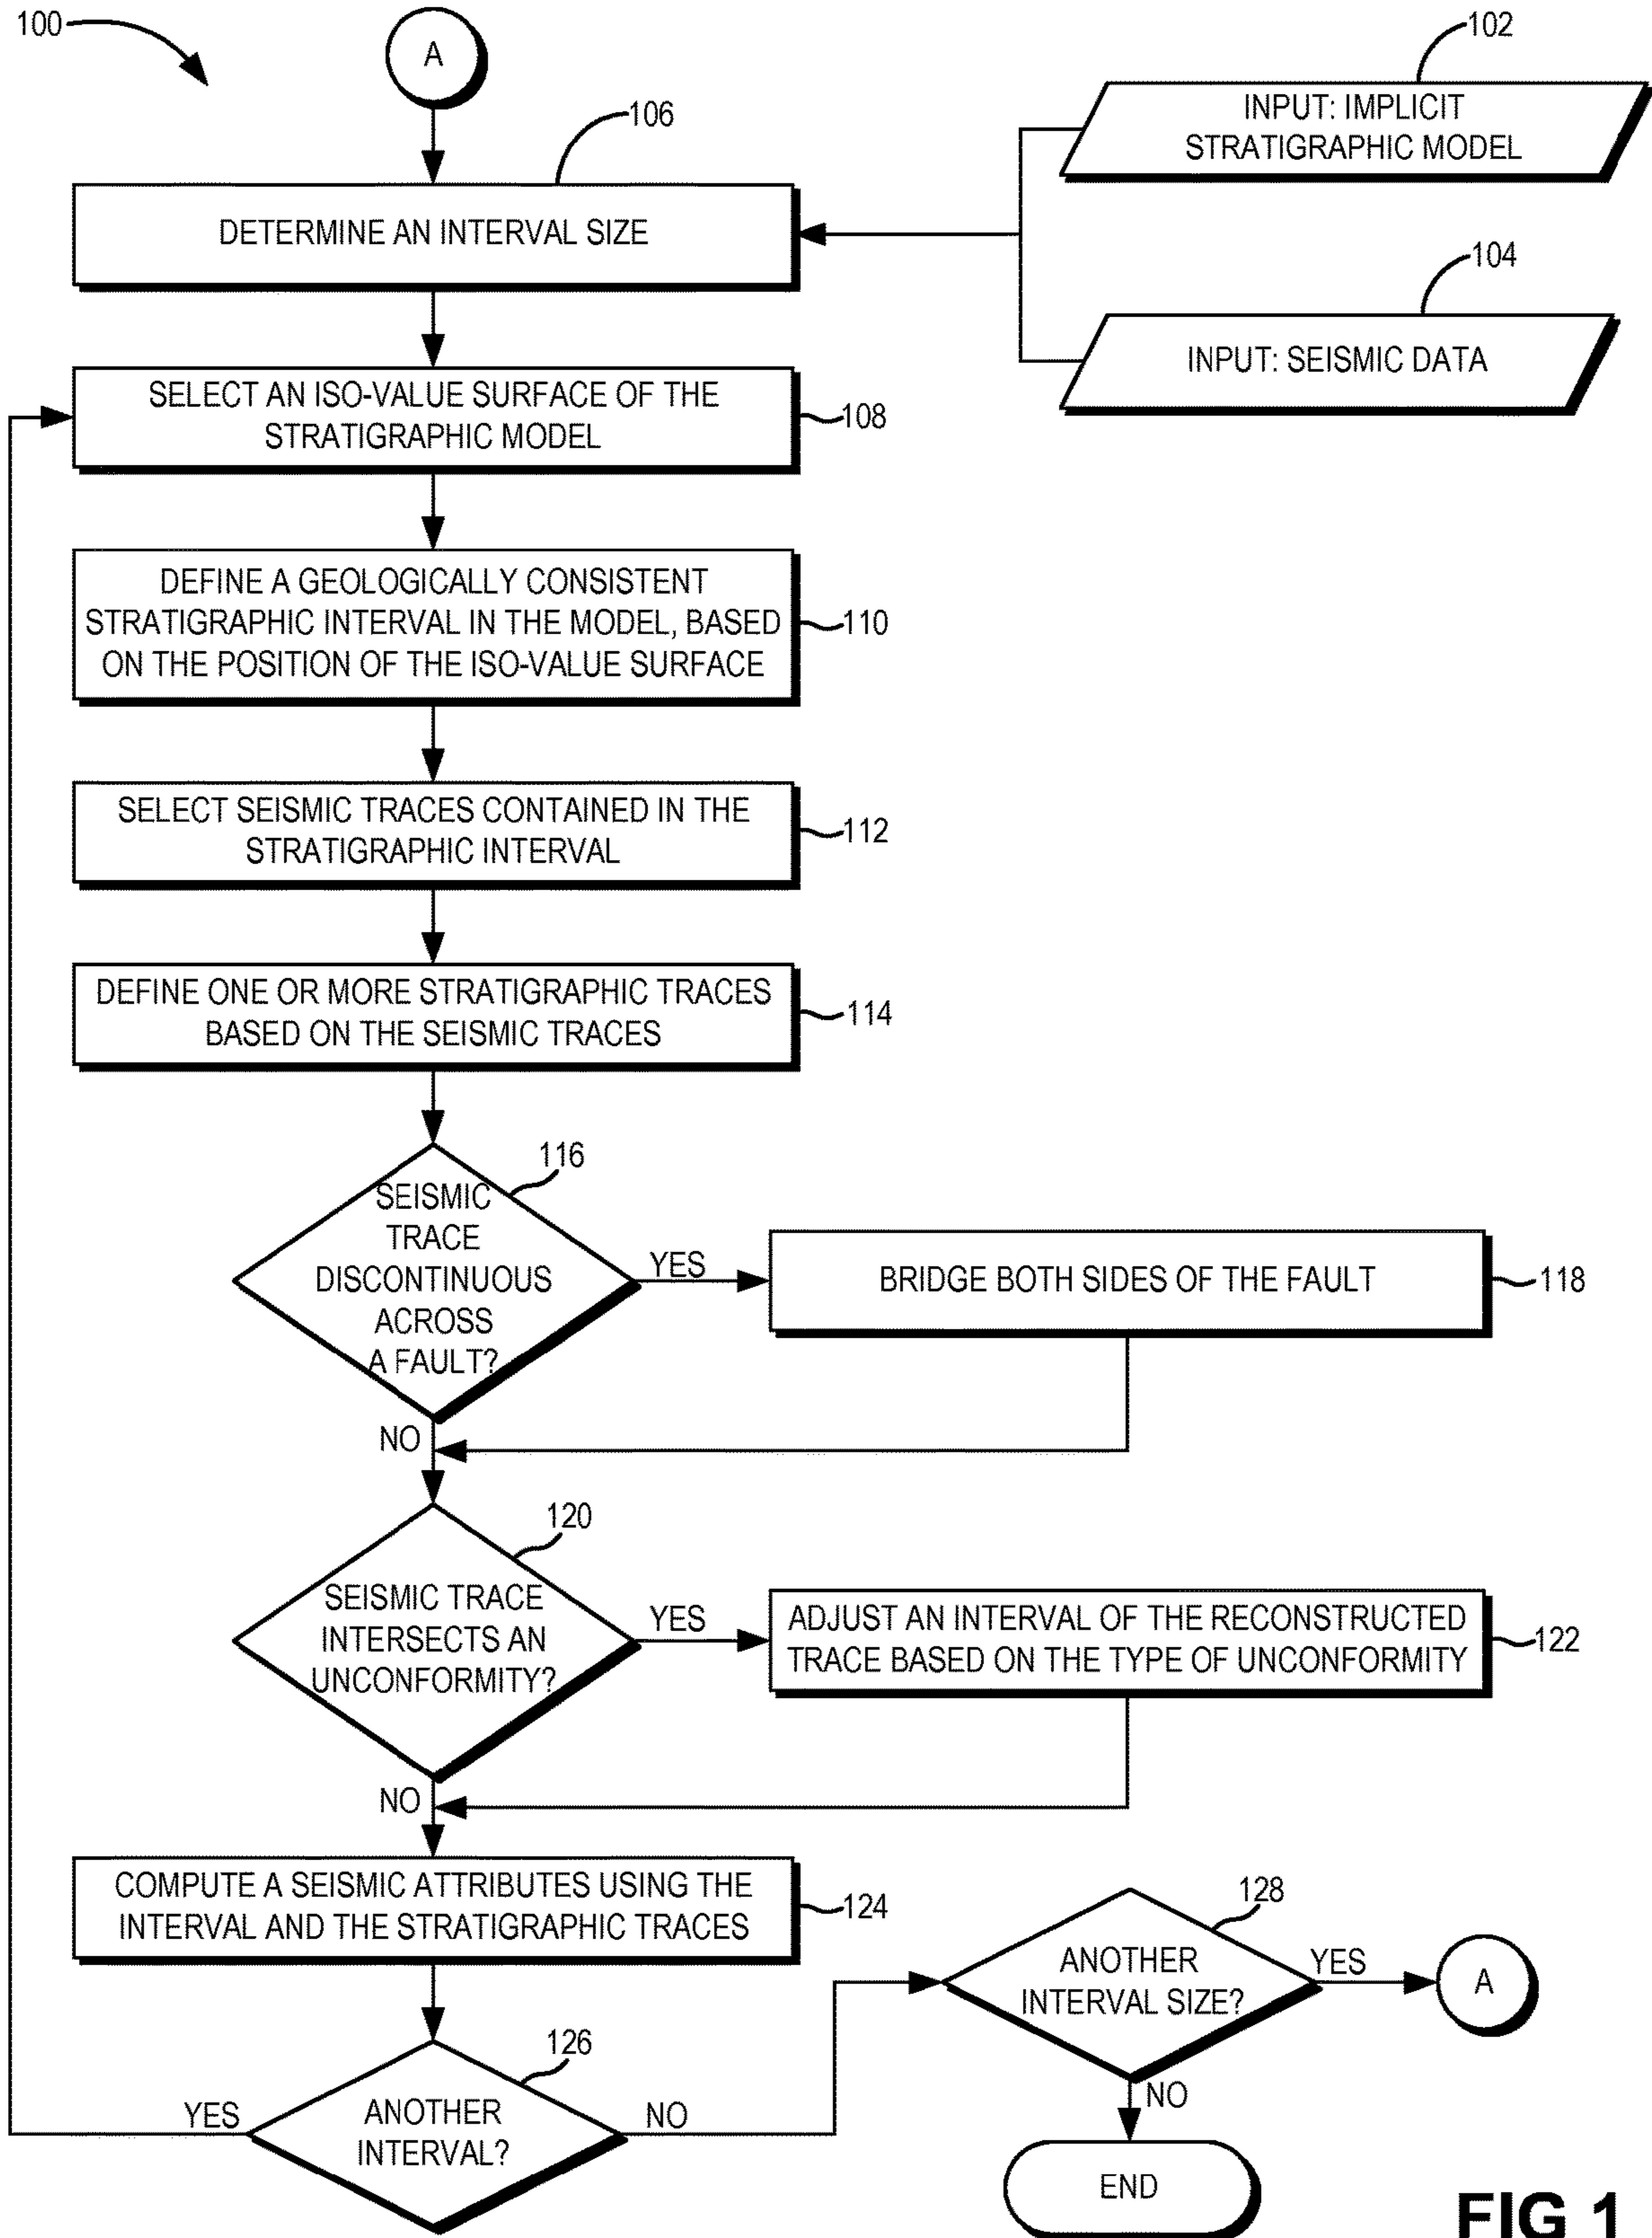 100
A
102
INPUT: IMPLICIT
STRATIGRAPHIC MODEL
106
DETERMINE AN INTERVAL SIZE
104
INPUT: SEISMIC DATA
SELECT AN ISO-VALUE SURFACE OF THE
STRATIGRAPHIC MODEL
108
DEFINE A GEOLOGICALLY CONSISTENT
STRATIGRAPHIC INTERVAL IN THE MODEL, BASED
ON THE POSITION OF THE ISO-VALUE SURFACE
110
SELECT SEISMIC TRACES CONTAINED IN THE
STRATIGRAPHIC INTERVAL
112
DEFINE ONE OR MORE STRATIGRAPHIC TRACES
BASED ON THE SEISMIC TRACES
114
116
SEISMIC
TRACE
DISCONTINUOUS
ACROSS
A FAULT?
YES
BRIDGE BOTH SIDES OF THE FAULT
118
NO
120
SEISMIC TRACE
INTERSECTS AN
UNCONFORMITY?
YES
ADJUST AN INTERVAL OF THE RECONSTRUCTED
TRACE BASED ON THE TYPE OF UNCONFORMITY
122
NO
COMPUTE A SEISMIC ATTRIBUTES USING THE
INTERVAL AND THE STRATIGRAPHIC TRACES
124
126
ANOTHER
INTERVAL?
YES
NO
128
ANOTHER
INTERVAL SIZE?
YES
A
NO
END
FIG 1